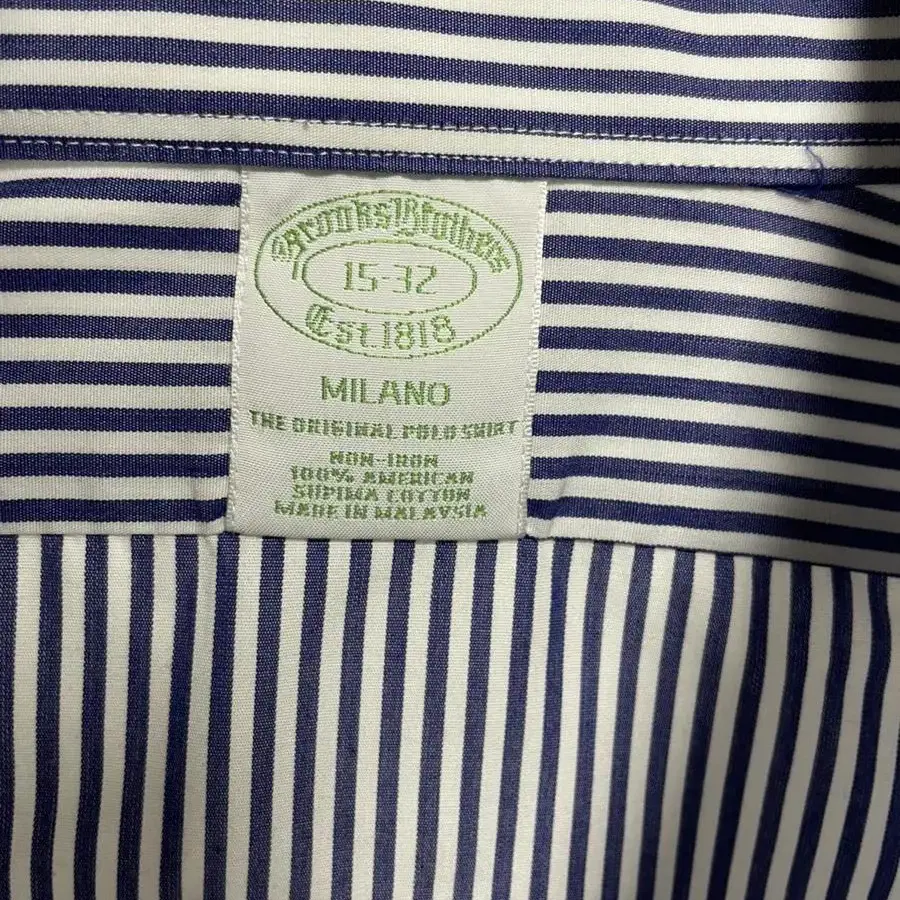 Brooks Brothers
15-32
Est 1818
MILANO
THE ORIGINAL POLO SHIRT
NON-IRON
100% AMERICAN
SUPIMA COTTON
MADE IN MALAYSIA